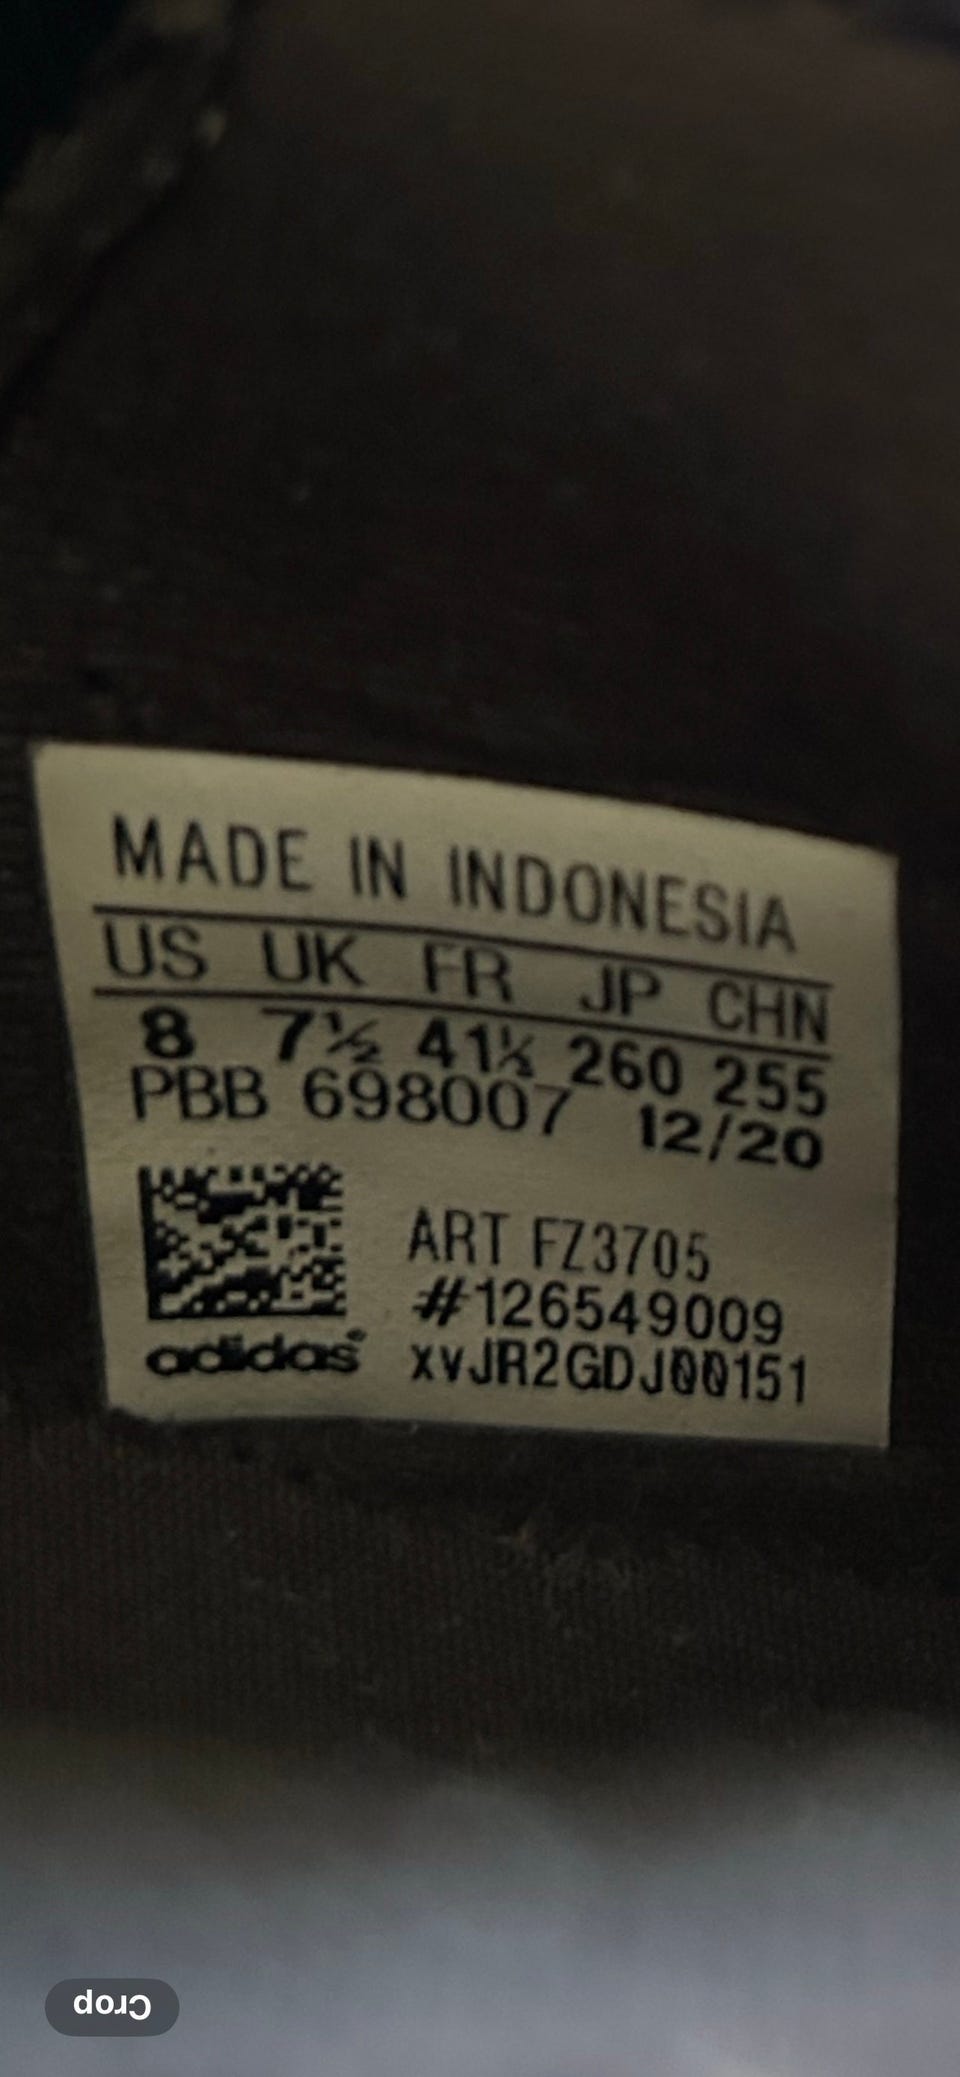 MADE IN INDONESIA
US UK FR JP CHN
8 7½ 41⅓ 260 255
PBB 698007 12/20
ART FZ3705
#126549009
adidas® xvJR2GDJ00151
Crop